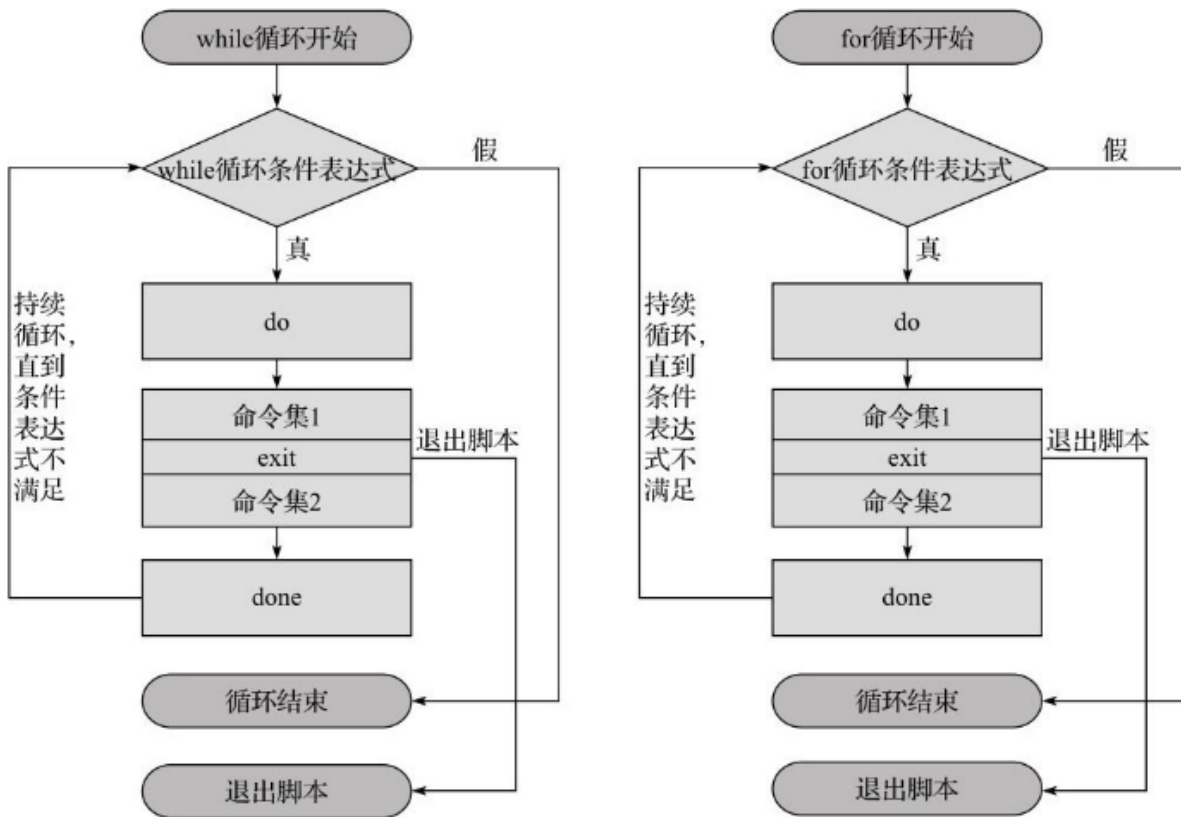 while循环开始
while循环条件表达式
假
真
持续
循环,
直到
条件
表达
式不
满足
do
命令集1
退出脚本
exit
命令集2
done
循环结束
退出脚本
for循环开始
for循环条件表达式
假
真
持续
循环,
直到
条件
表达
式不
满足
do
命令集1
退出脚本
exit
命令集2
done
循环结束
退出脚本